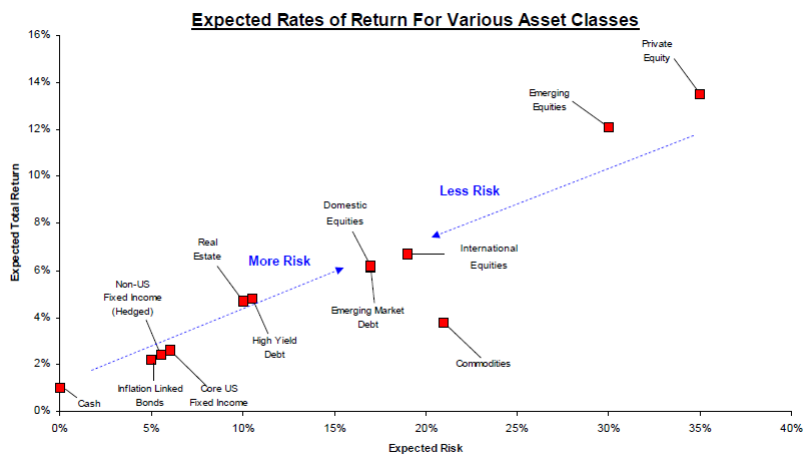 Expected Rates of Return For Various Asset Classes
16%
14%
12%
10%
8%
6%
4%
2%
0%
Expected Total Return
Private
Equity
Emerging
Equities
Less Risk
Domestic
Equities
International
Equities
Real
Estate
More Risk
Non-US
Fixed Income
(Hedged)
Emerging Market
Debt
High Yield
Debt
Commodities
Inflation Linked
Bonds
Core US
Fixed Income
Cash
0%
5%
10%
15%
20%
25%
30%
35%
40%
Expected Risk